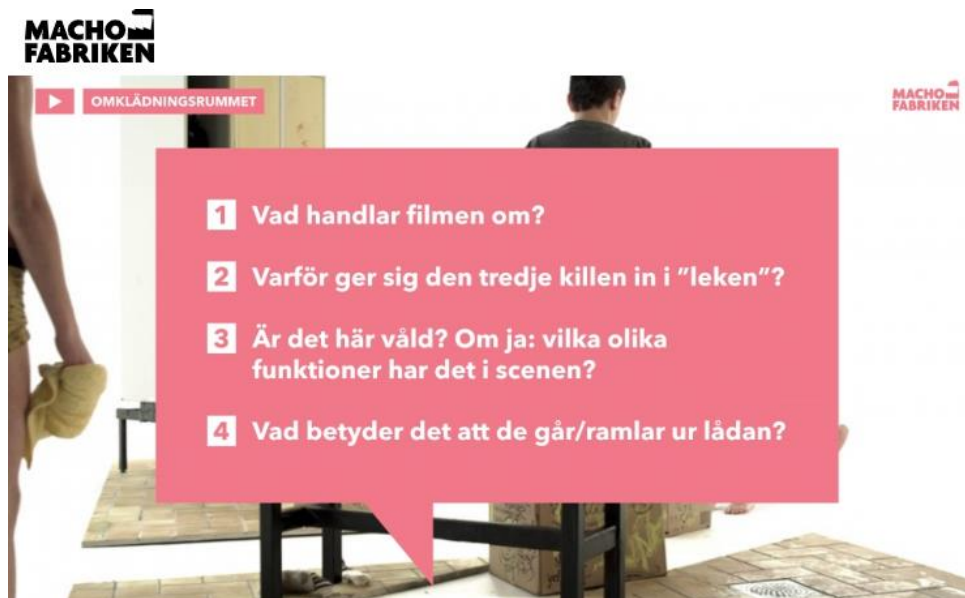 MACHO
FABRIKEN
OMKLÄDNINGSRUMMET
MACHO
FABRIKEN
1 Vad handlar filmen om?
2 Varför ger sig den tredje killen in i ”leken”?
3 Är det här våld? Om ja: vilka olika
funktioner har det i scenen?
4 Vad betyder det att de går/ramlar ur lådan?